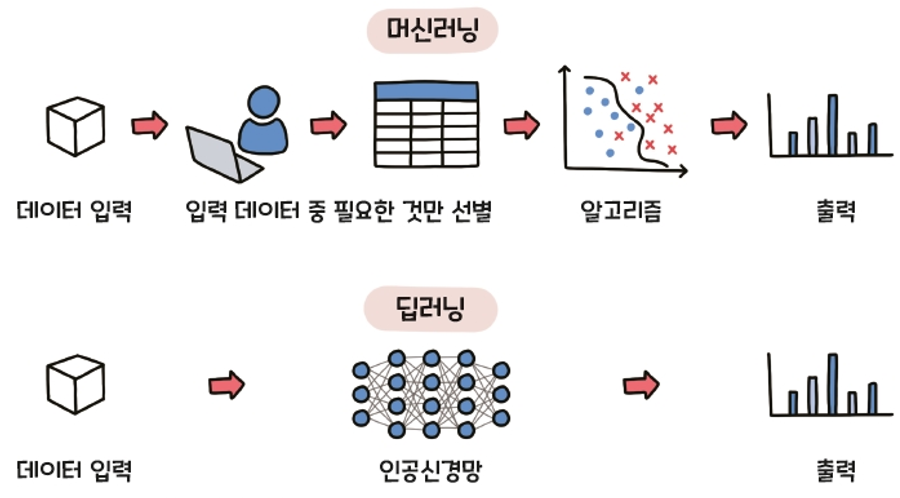 머신러닝
데이터 입력
입력 데이터 중 필요한 것만 선별
알고리즘
출력
딥러닝
데이터 입력
인공신경망
출력